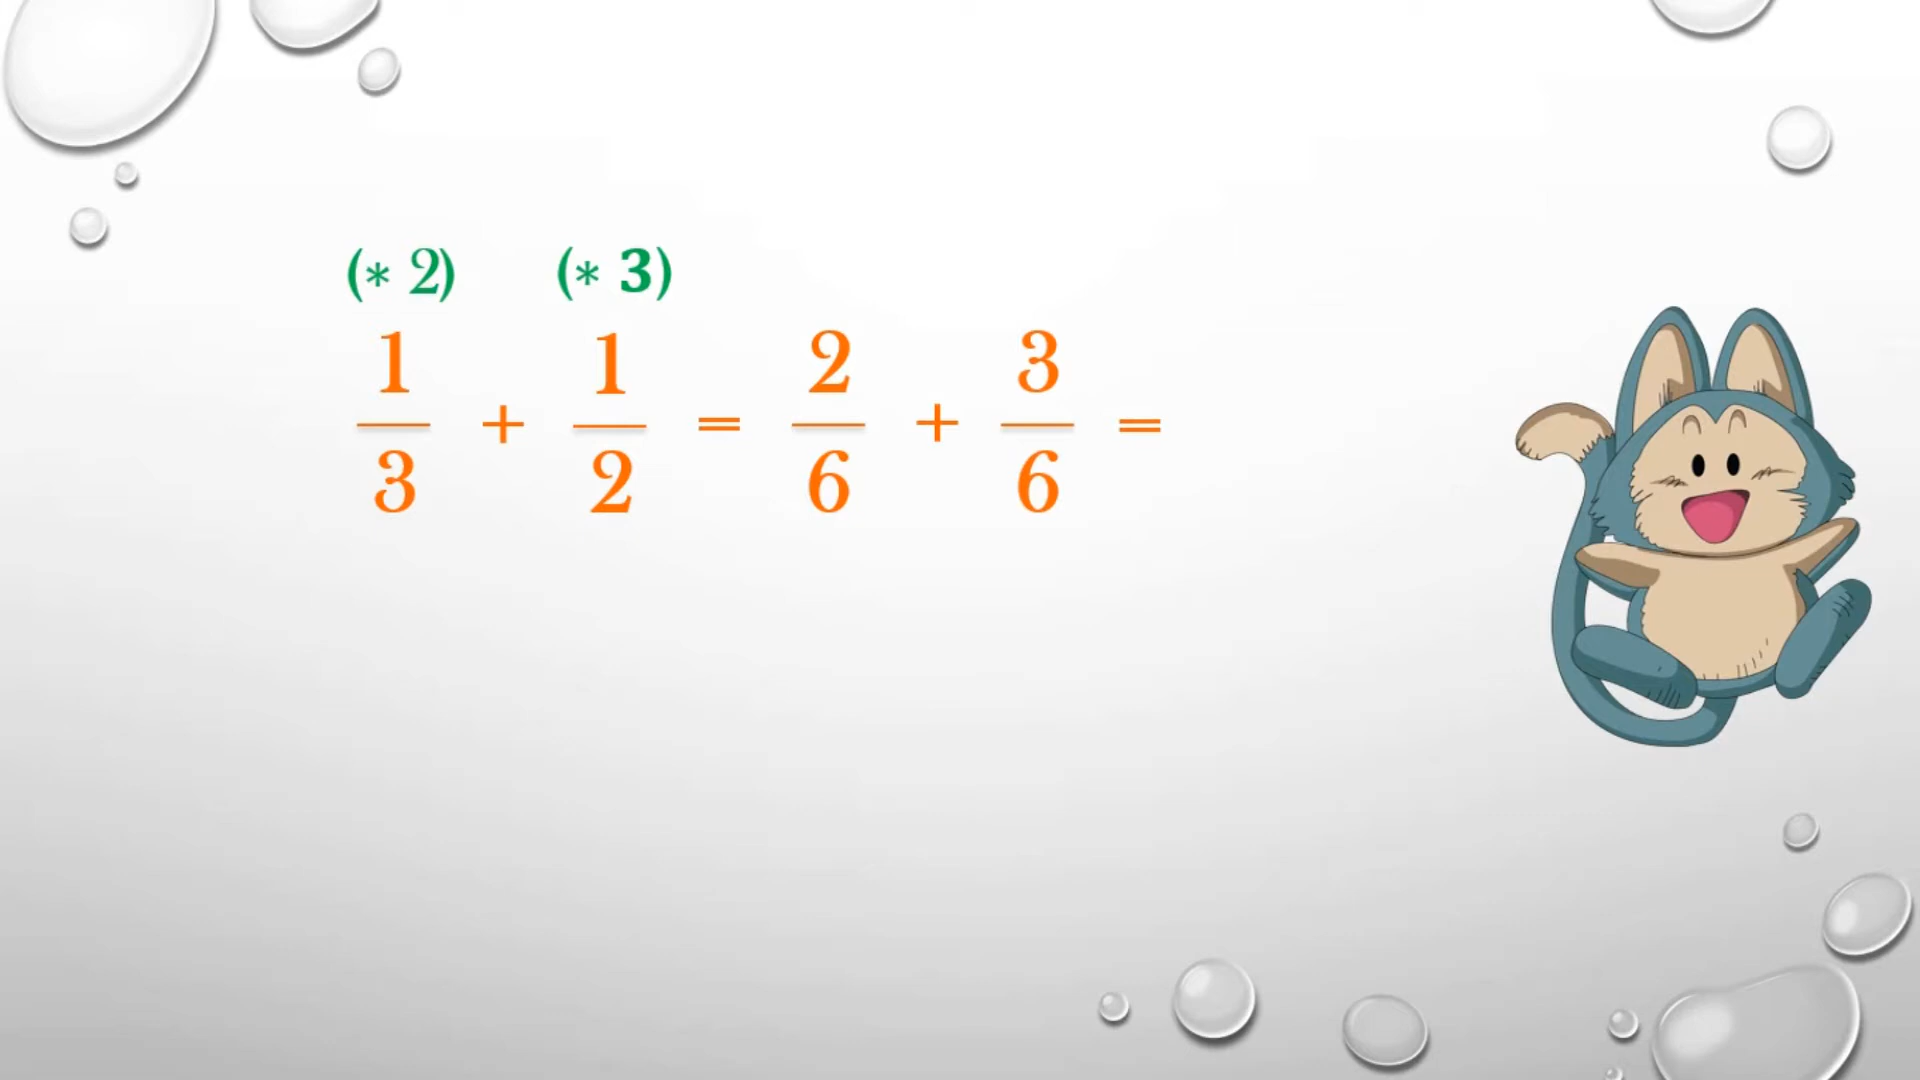 (* 2) (* 3)
1/3 + 1/2 = 2/6 + 3/6 =